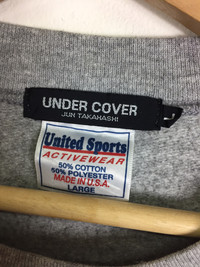 UNDER COVER
JUN TAKAHASHI
United Sports
ACTIVEWEAR
50% COTTON
50% POLYESTER
MADE IN U.S.A.
LARGE